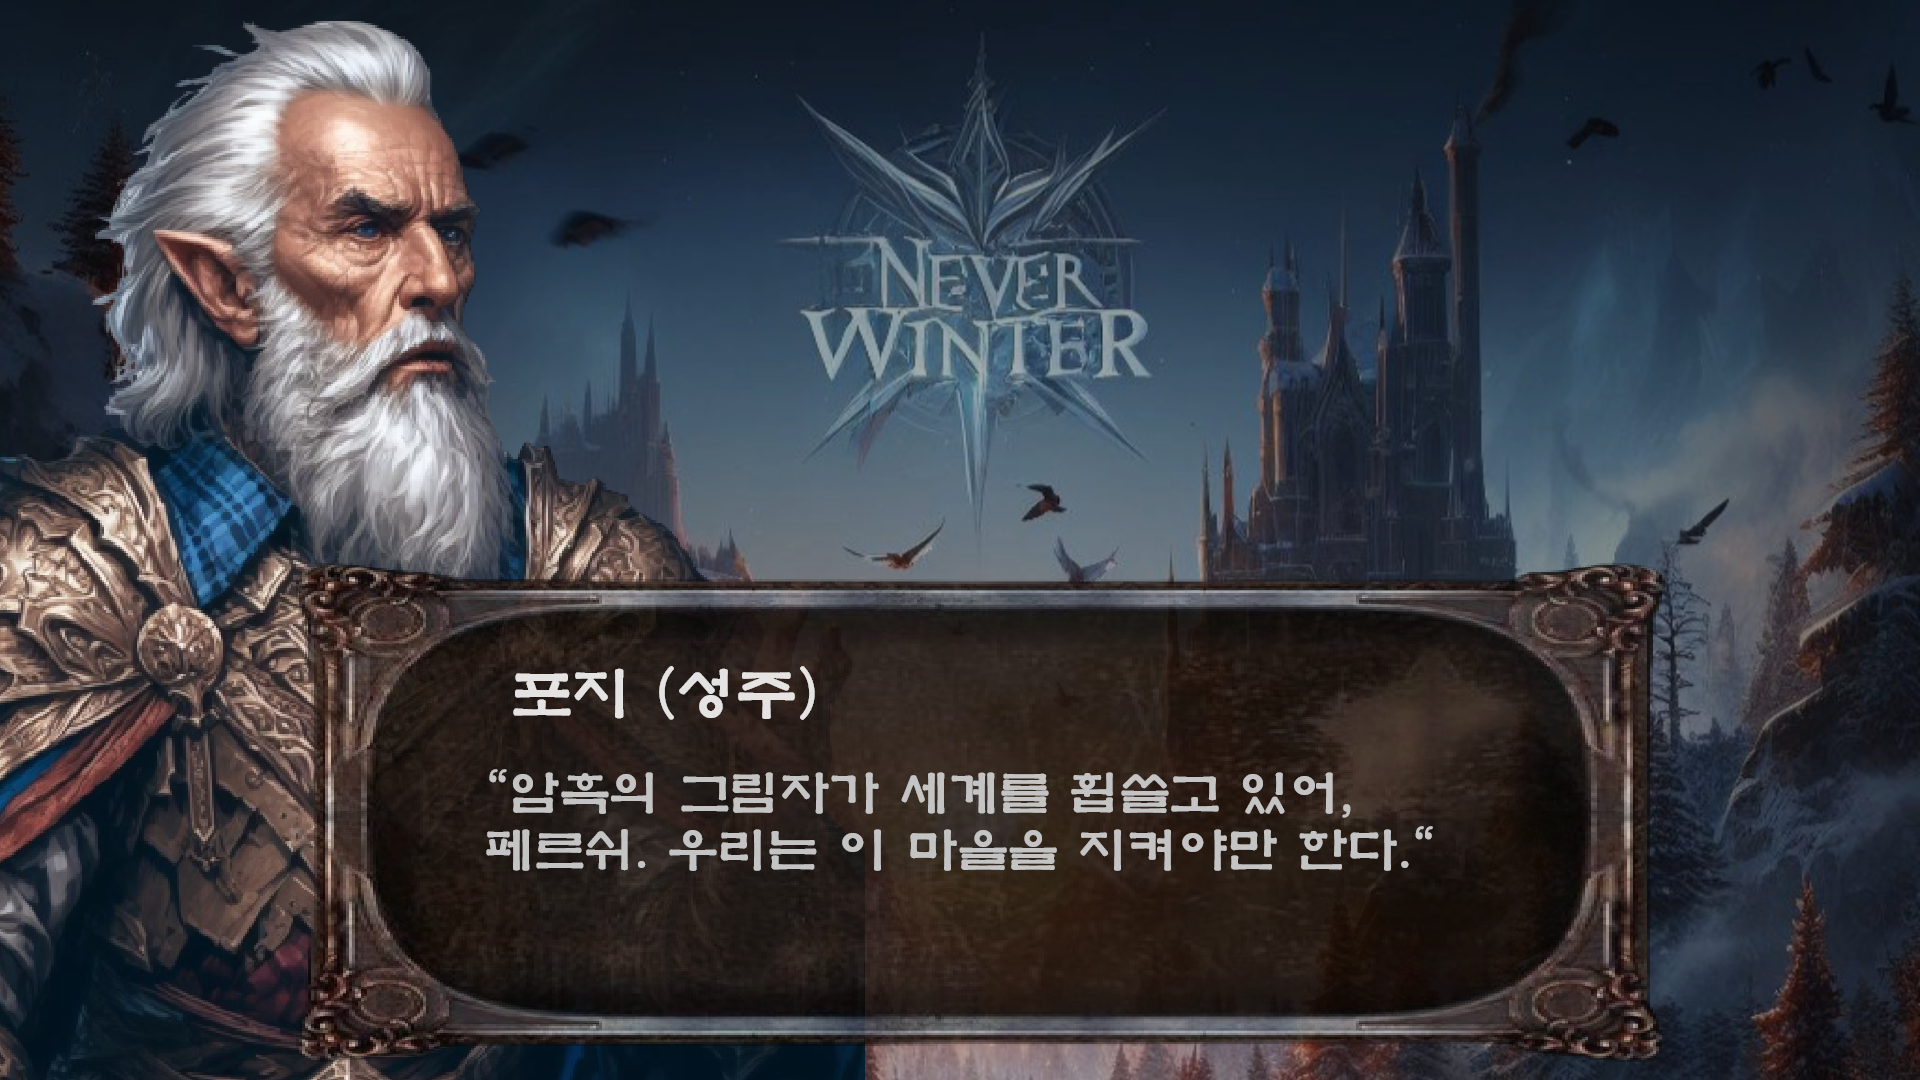 NEVER
WINTER
포지 (성주)
“암흑의 그림자가 세계를 휩쓸고 있어,
페르쉬. 우리는 이 마을을 지켜야만 한다.“